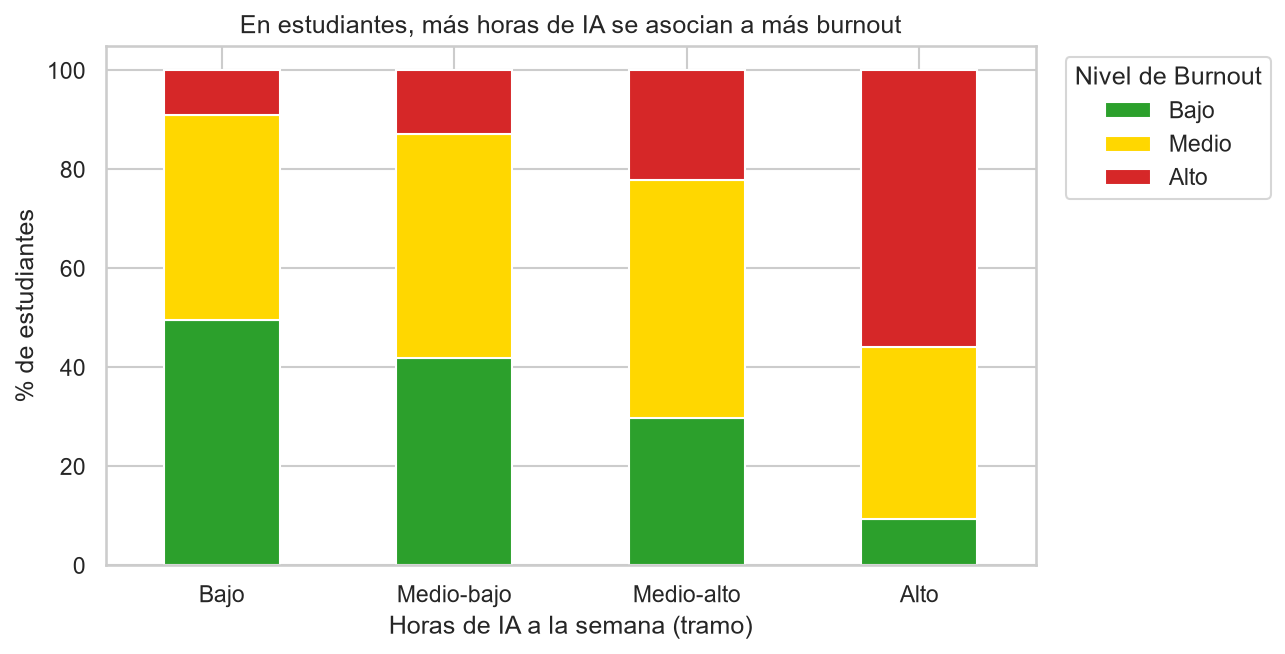 En estudiantes, más horas de IA se asocian a más burnout
% de estudiantes
100
80
60
40
20
0
Bajo
Medio-bajo
Medio-alto
Alto
Horas de IA a la semana (tramo)
Nivel de Burnout
Bajo
Medio
Alto